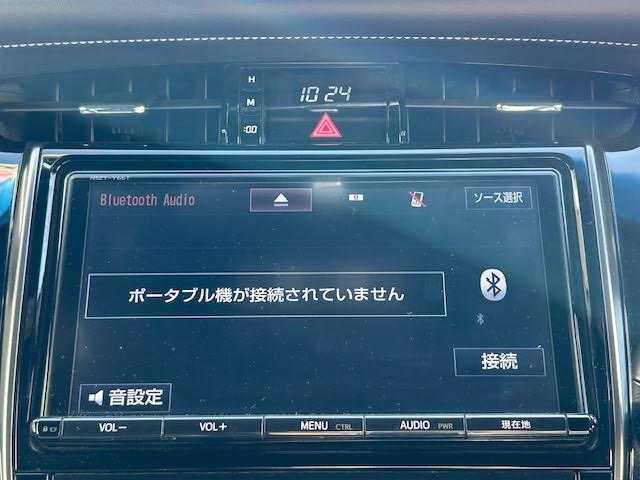 H
M
:00
10 24
Bluetooth Audio
ソース選択
ポータブル機が接続されていません
接続
音設定
VOL−
VOL+
MENU CTRL
AUDIO PWR
現在地